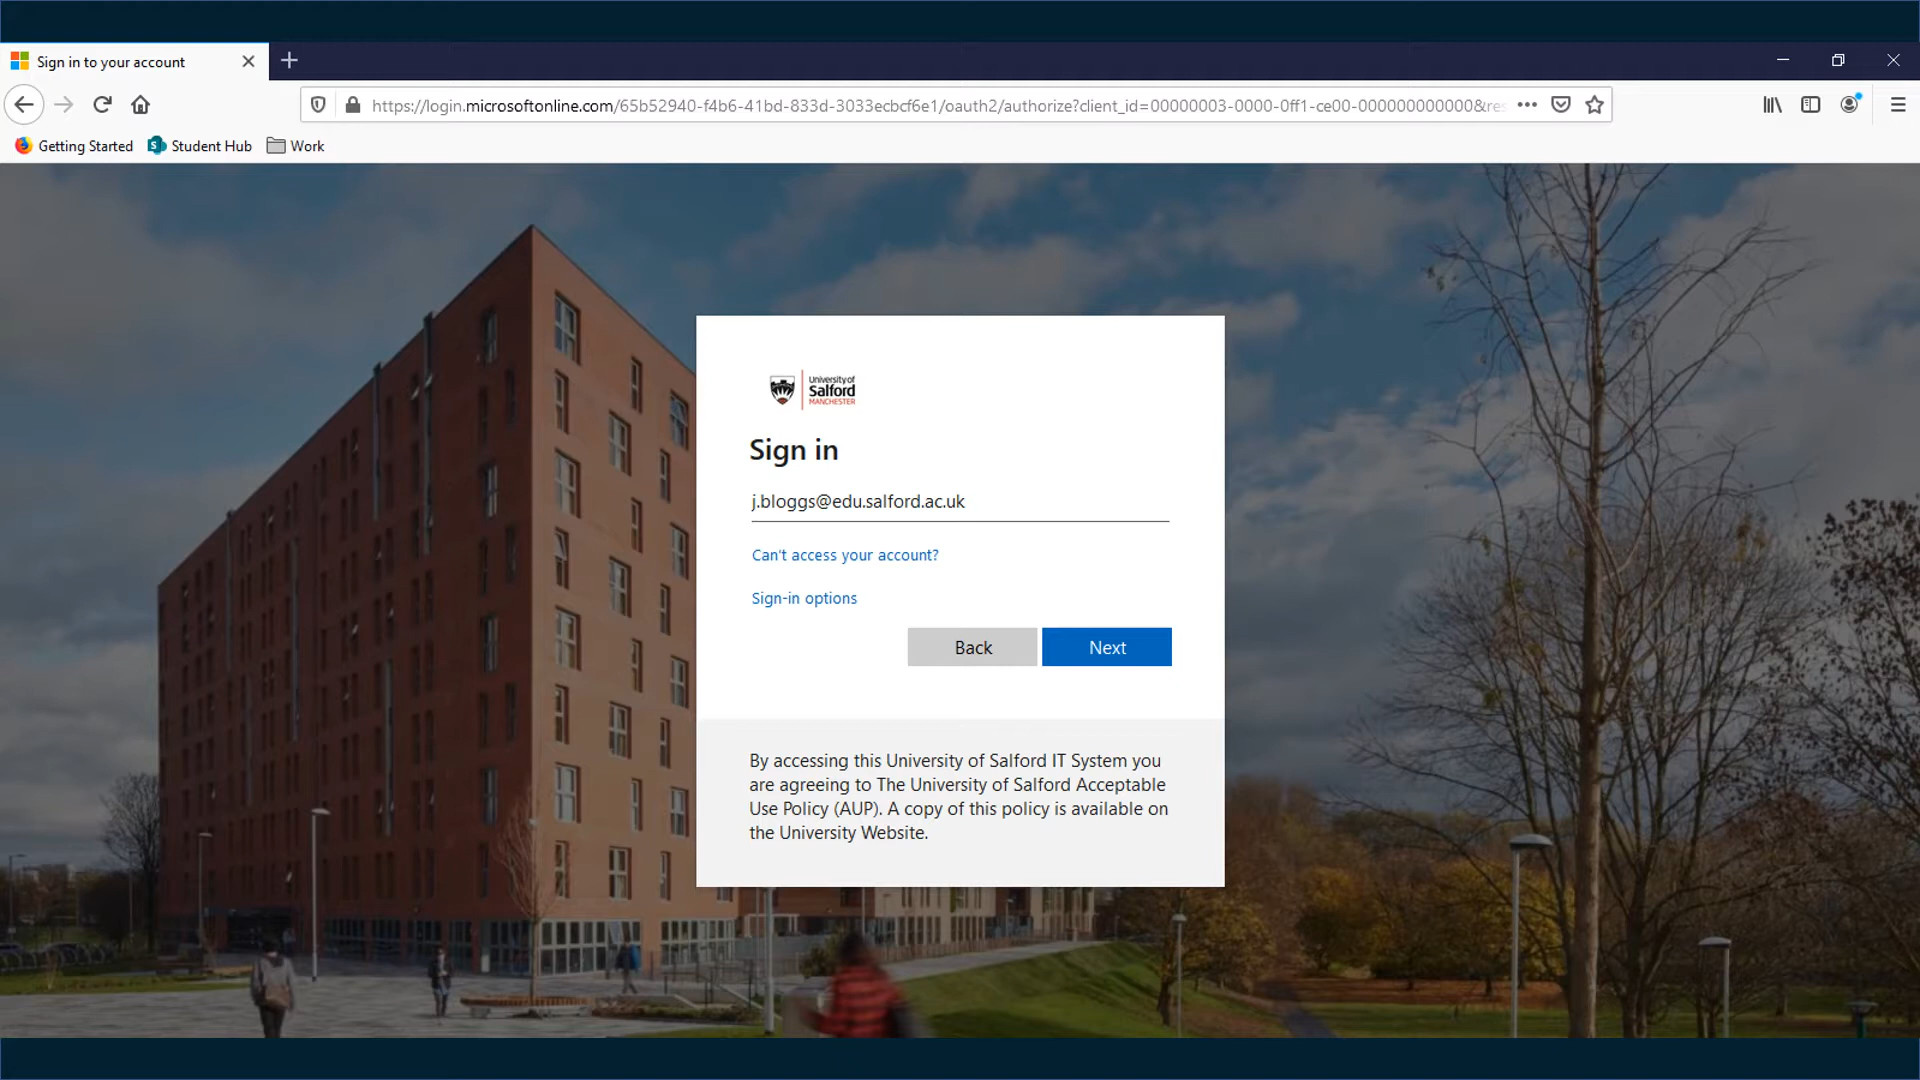 Sign in to your account
https://login.microsoftonline.com/65b52940-f4b6-41bd-833d-3033ecbcf6e1/oauth2/authorize?client_id=00000003-0000-0ff1-ce00-000000000000&res
Getting Started Student Hub Work
University of
Salford
MANCHESTER
Sign in
j.bloggs@edu.salford.ac.uk
Can't access your account?
Sign-in options
Back Next
By accessing this University of Salford IT System you
are agreeing to The University of Salford Acceptable
Use Policy (AUP). A copy of this policy is available on
the University Website.